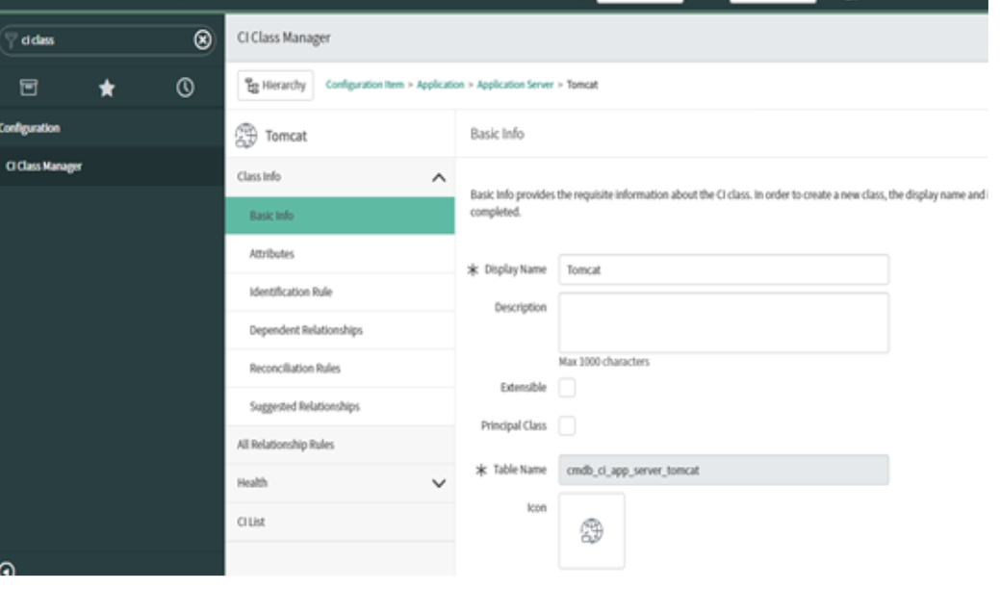 ci class
CI Class Manager
Hierarchy
Configuration Item > Application > Application Server > Tomcat
Configuration
CI Class Manager
Tomcat
Class Info
Basic Info
Attributes
Identification Rule
Dependent Relationships
Reconciliation Rules
Suggested Relationships
All Relationship Rules
Health
CI List
Basic Info
Basic Info provides the requisite information about the CI class. In order to create a new class, the display name and
completed.
* Display Name Tomcat
Description
Max 1000 characters
Extensible
Principal Class
* Table Name cmdb_ci_app_server_tomcat
Icon